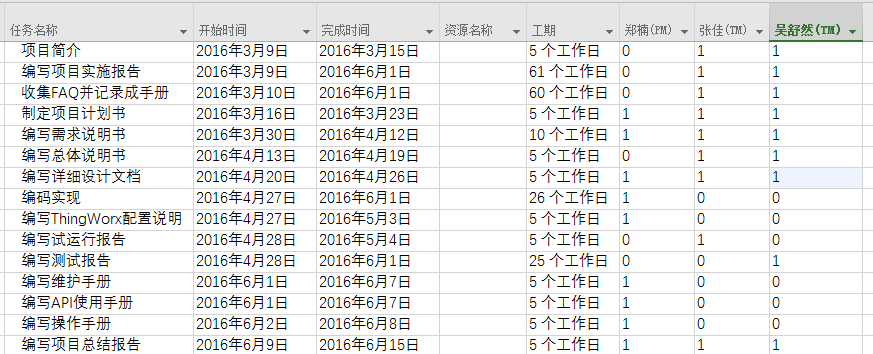 任务名称 开始时间 完成时间 资源名称 工期 郑楠(PM) 张佳(TM) 吴舒然(TM)
项目简介 2016年3月9日 2016年3月15日 5 个工作日 0 1 1
编写项目实施报告 2016年3月9日 2016年6月1日 61 个工作日 0 1 1
收集FAQ并记录成手册 2016年3月10日 2016年6月1日 60 个工作日 0 1 1
制定项目计划书 2016年3月16日 2016年3月23日 5 个工作日 1 1 1
编写需求说明书 2016年3月30日 2016年4月12日 10 个工作日 1 1 1
编写总体说明书 2016年4月13日 2016年4月19日 5 个工作日 0 1 1
编写详细设计文档 2016年4月20日 2016年4月26日 5 个工作日 1 1 1
编码实现 2016年4月27日 2016年6月1日 26 个工作日 1 0 0
编写ThingWorx配置说明 2016年4月27日 2016年5月3日 5 个工作日 1 0 0
编写试运行报告 2016年4月28日 2016年5月4日 5 个工作日 0 1 0
编写测试报告 2016年4月28日 2016年6月1日 25 个工作日 0 0 1
编写维护手册 2016年6月1日 2016年6月7日 5 个工作日 1 0 0
编写API使用手册 2016年6月1日 2016年6月7日 5 个工作日 1 0 0
编写操作手册 2016年6月2日 2016年6月8日 5 个工作日 1 0 0
编写项目总结报告 2016年6月9日 2016年6月15日 5 个工作日 1 1 1